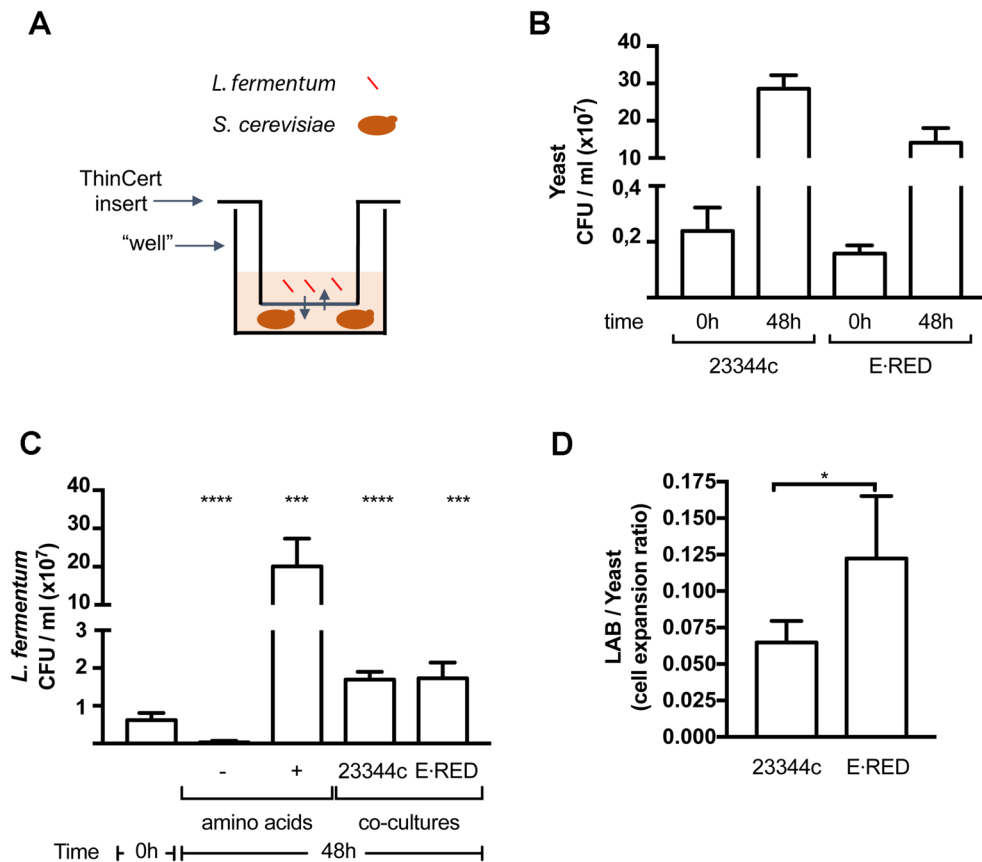 A
L. fermentum
S. cerevisiae
ThinCert
insert
“well”
B
Yeast
CFU / ml (x10⁷)
40
30
20
10
0,4
0,2
time
0h
48h
0h
48h
23344c
E·RED
C
L. fermentum
CFU / ml (x10⁷)
40
30
20
10
3
2
1
****
***
****
***
-
+
23344c
E·RED
amino acids
co-cultures
Time
0h
48h
D
LAB / Yeast
(cell expansion ratio)
0.175
0.150
0.125
0.100
0.075
0.050
0.025
0.000
*
23344c
E·RED